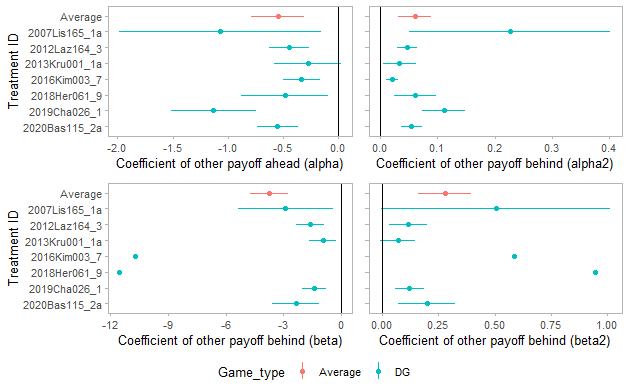 Treatment ID
Average
2007Lis165_1a
2012Laz164_3
2013Kru001_1a
2016Kim003_7
2018Her061_9
2019Cha026_1
2020Bas115_2a
-2.0 -1.5 -1.0 -0.5 0.0
Coefficient of other payoff ahead (alpha)
0.0 0.1 0.2 0.3 0.4
Coefficient of other payoff behind (alpha2)
Treatment ID
Average
2007Lis165_1a
2012Laz164_3
2013Kru001_1a
2016Kim003_7
2018Her061_9
2019Cha026_1
2020Bas115_2a
-12 -9 -6 -3 0
Coefficient of other payoff behind (beta)
0.00 0.25 0.50 0.75 1.00
Coefficient of other payoff behind (beta2)
Game_type Average DG